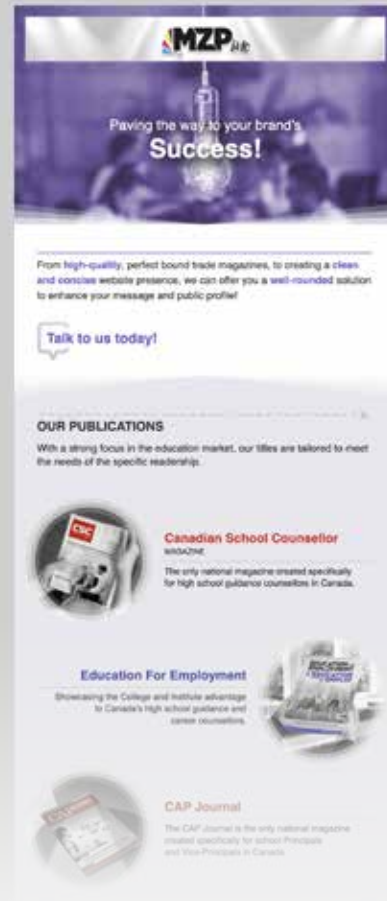 MZP
Paving the way to your brand's
Success!
From high-quality, perfect bound trade magazines, to creating a clean
and concise website presence, we can offer you a well-rounded solution
to enhance your message and public profile!
Talk to us today!
OUR PUBLICATIONS
With a strong focus in the education market, our titles are tailored to meet
the needs of the specific readership.
CSC
Canadian School Counsellor
MAGAZINE
The only national magazine created specifically
for high school guidance counsellors in Canada.
Education For Employment
Showcasing the College and Institute advantage
to Canada's high school guidance and
career counsellors.
CAP Journal
The CAP Journal is the only national magazine
created specifically for school Principals
and Vice-Principals in Canada.